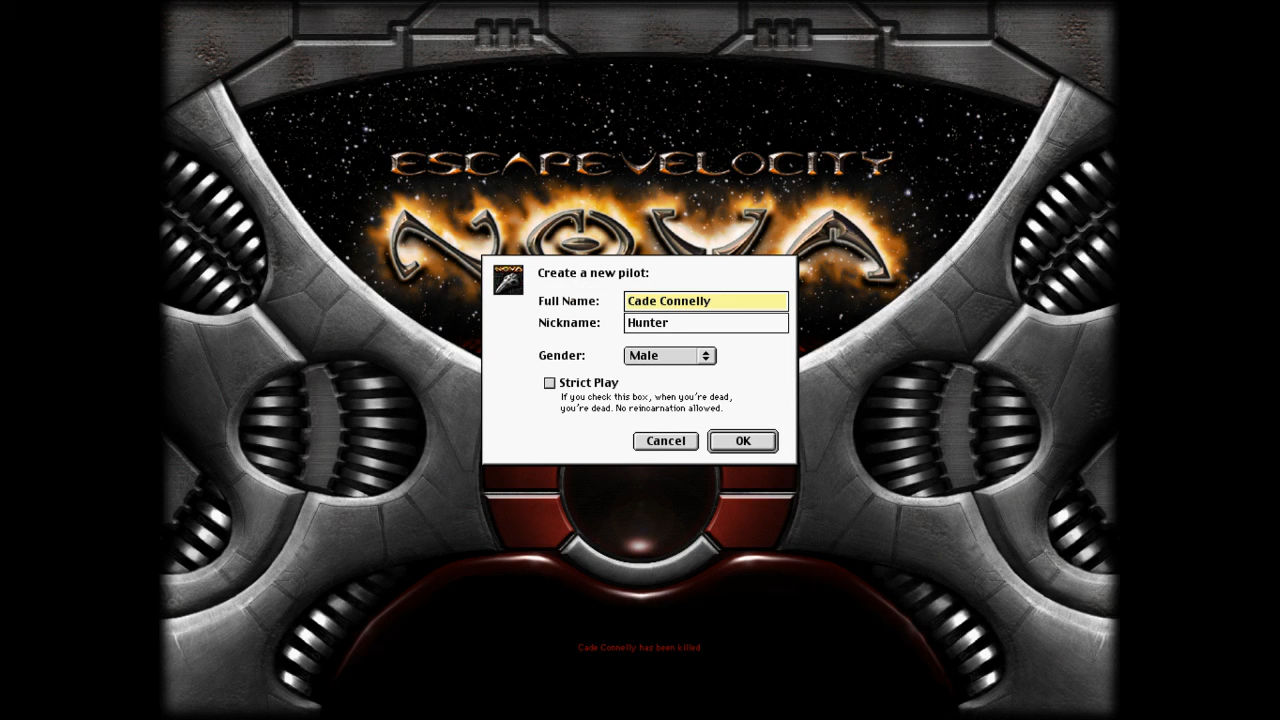 ESCAPE VELOCITY
NOVA
NOVA
Create a new pilot:
Full Name: Cade Connelly
Nickname: Hunter
Gender: Male
Strict Play
If you check this box, when you're dead,
you're dead. No reincarnation allowed.
Cancel OK
Cade Connelly has been killed